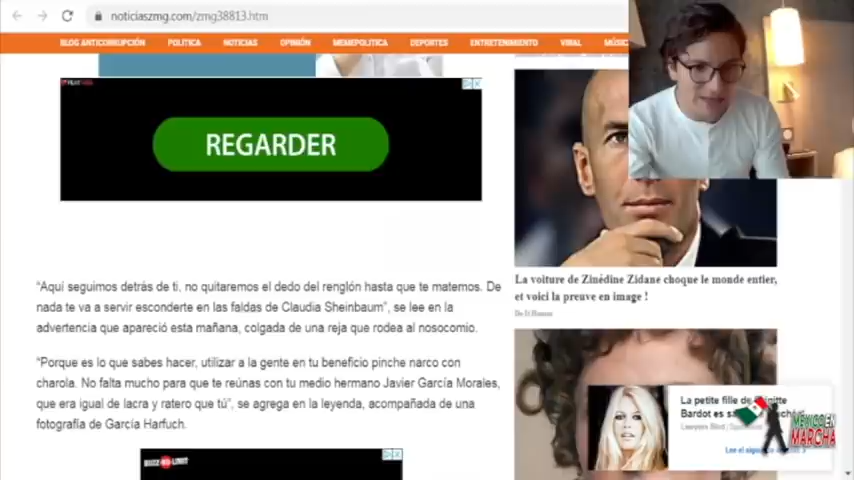 noticiaszmg.com/zmg38813.htm
BLOG ANTICORRUPCIÓN POLÍTICA NOTICIAS OPINIÓN MEMEPOLITICA DEPORTES ENTRETENIMIENTO VIRAL MÚSIC
REGARDER
“Aquí seguimos detrás de ti, no quitaremos el dedo del renglón hasta que te matemos. De
nada te va a servir esconderte en las faldas de Claudia Sheinbaum”, se lee en la
advertencia que apareció esta mañana, colgada de una reja que rodea al nosocomio.
“Porque es lo que sabes hacer, utilizar a la gente en tu beneficio pinche narco con
charola. No falta mucho para que te reúnas con tu medio hermano Javier García Morales,
que era igual de lacra y ratero que tú”, se agrega en la leyenda, acompañada de una
fotografía de García Harfuch.
La voiture de Zinédine Zidane choque le monde entier,
et voici la preuve en image !
La petite fille de Brigitte
Bardot es
Lee el
MÉXICO EN
MARCHA